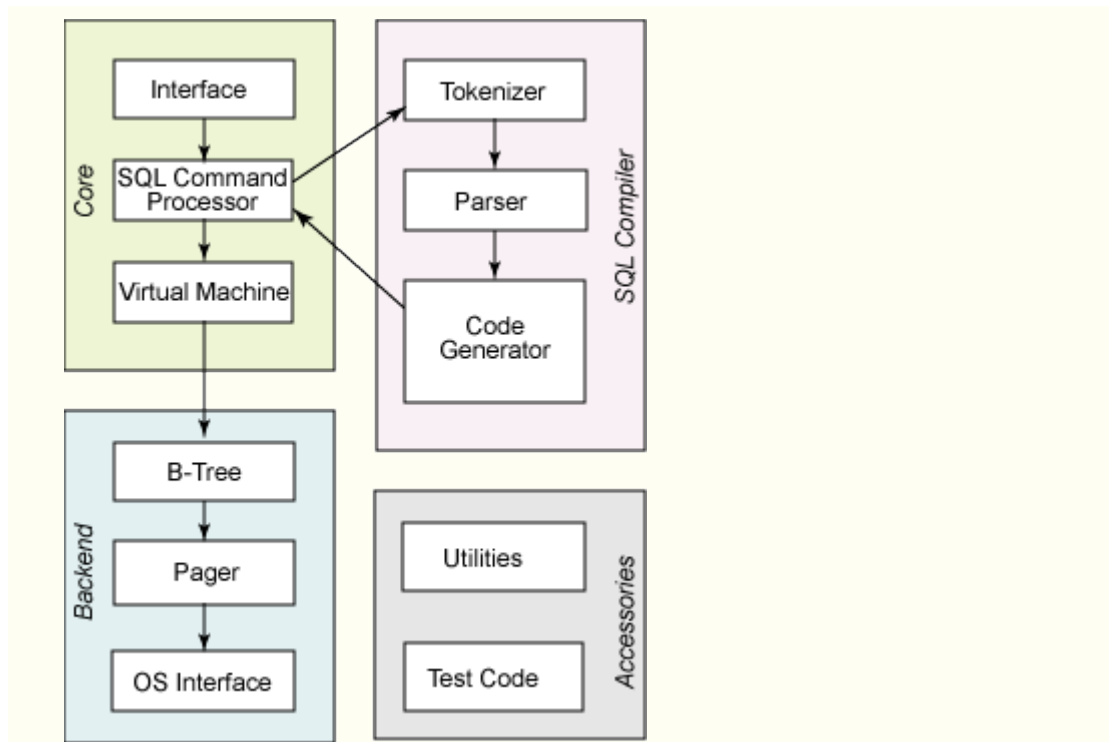 Core
Interface
SQL Command
Processor
Virtual Machine
SQL Compiler
Tokenizer
Parser
Code
Generator
Backend
B-Tree
Pager
OS Interface
Accessories
Utilities
Test Code